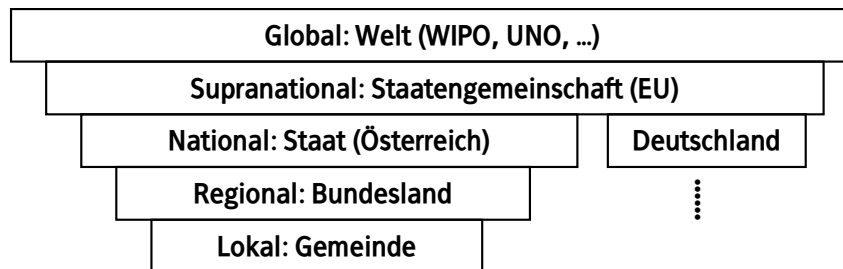 Global: Welt (WIPO, UNO, ...)
Supranational: Staatengemeinschaft (EU)
National: Staat (Österreich)
Deutschland
Regional: Bundesland
Lokal: Gemeinde